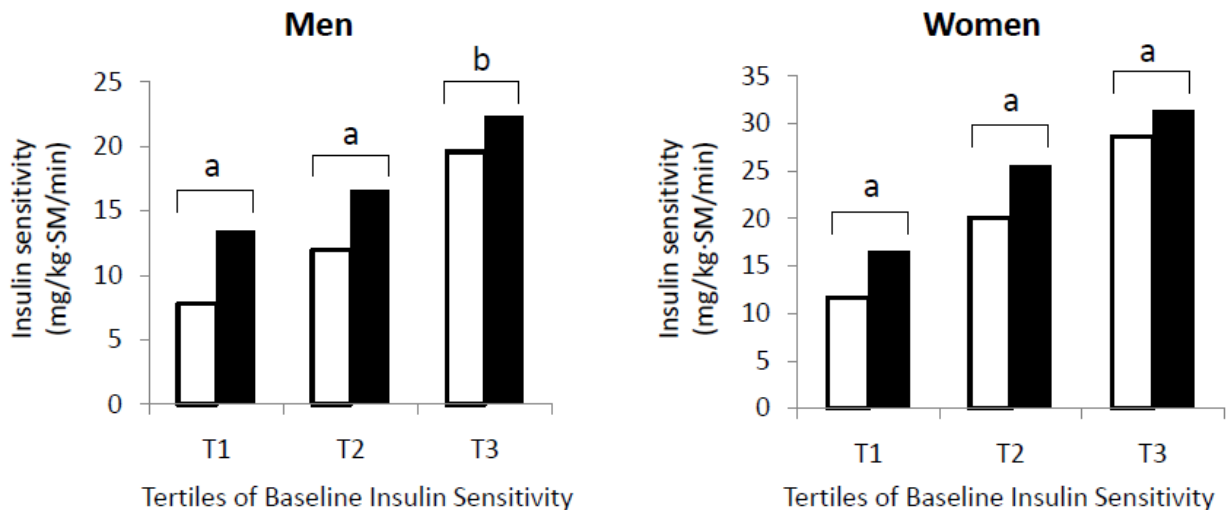 Men
Insulin sensitivity
(mg/kg·SM/min)
25
20
15
10
5
0
a
a
b
T1 T2 T3
Tertiles of Baseline Insulin Sensitivity
Women
Insulin sensitivity
(mg/kg·SM/min)
35
30
25
20
15
10
5
0
a
a
a
T1 T2 T3
Tertiles of Baseline Insulin Sensitivity